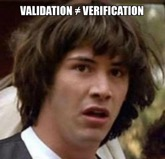 VALIDATION ≠ VERIFICATION